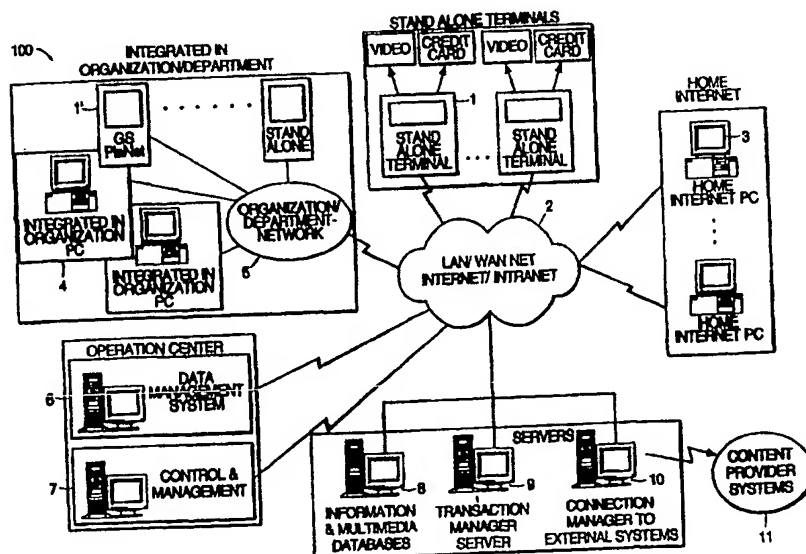 100
INTEGRATED IN
ORGANIZATION/DEPARTMENT
1'
GS
PlaNet
STAND
ALONE
INTEGRATED IN
ORGANIZATION
PC
4
INTEGRATED IN
ORGANIZATION
PC
ORGANIZATION/
DEPARTMENT-
NETWORK
5
STAND ALONE TERMINALS
VIDEO
CREDIT
CARD
VIDEO
CREDIT
CARD
1
STAND
ALONE
TERMINAL
STAND
ALONE
TERMINAL
HOME
INTERNET
3
HOME
INTERNET PC
HOME
INTERNET PC
2
LAN/WAN NET
INTERNET/INTRANET
OPERATION CENTER
6
DATA
MANAGEMENT
SYSTEM
7
CONTROL &
MANAGEMENT
SERVERS
8
INFORMATION
& MULTIMEDIA
DATABASES
9
TRANSACTION
MANAGER
SERVER
10
CONNECTION
MANAGER TO
EXTERNAL SYSTEMS
CONTENT
PROVIDER
SYSTEMS
11